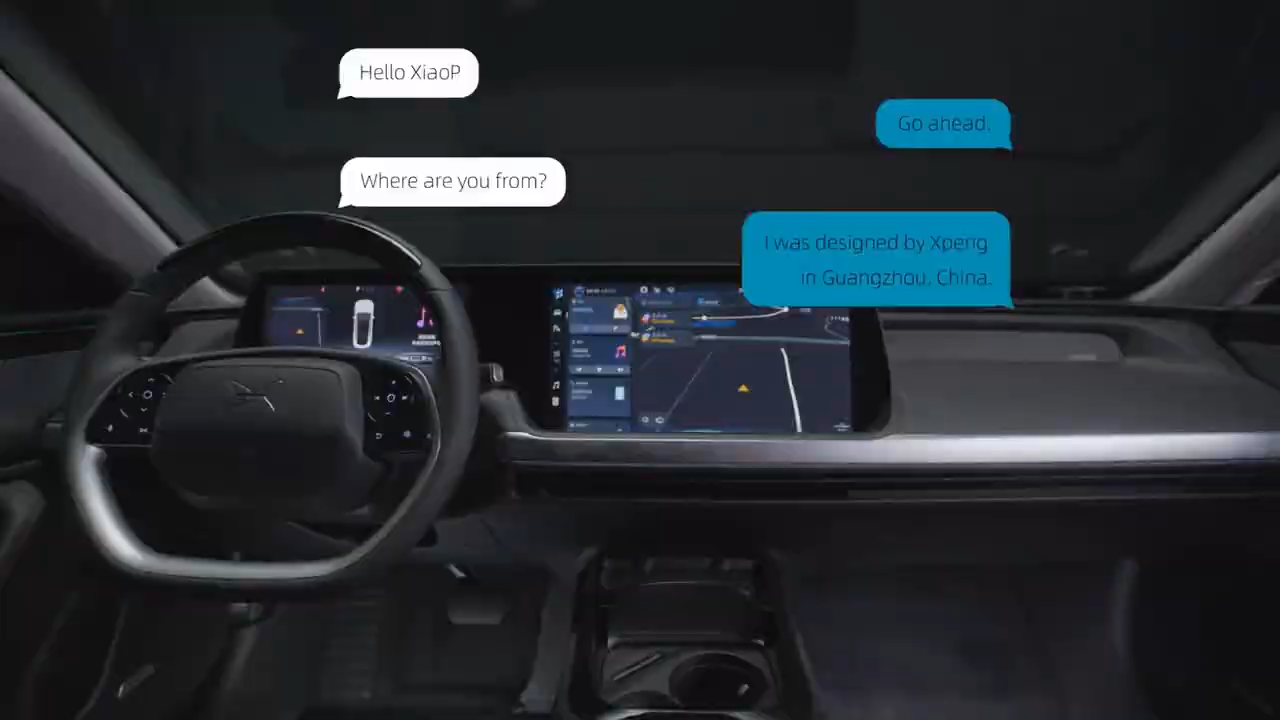 Hello XiaoP
Go ahead.
Where are you from?
I was designed by Xpeng
in Guangzhou, China.